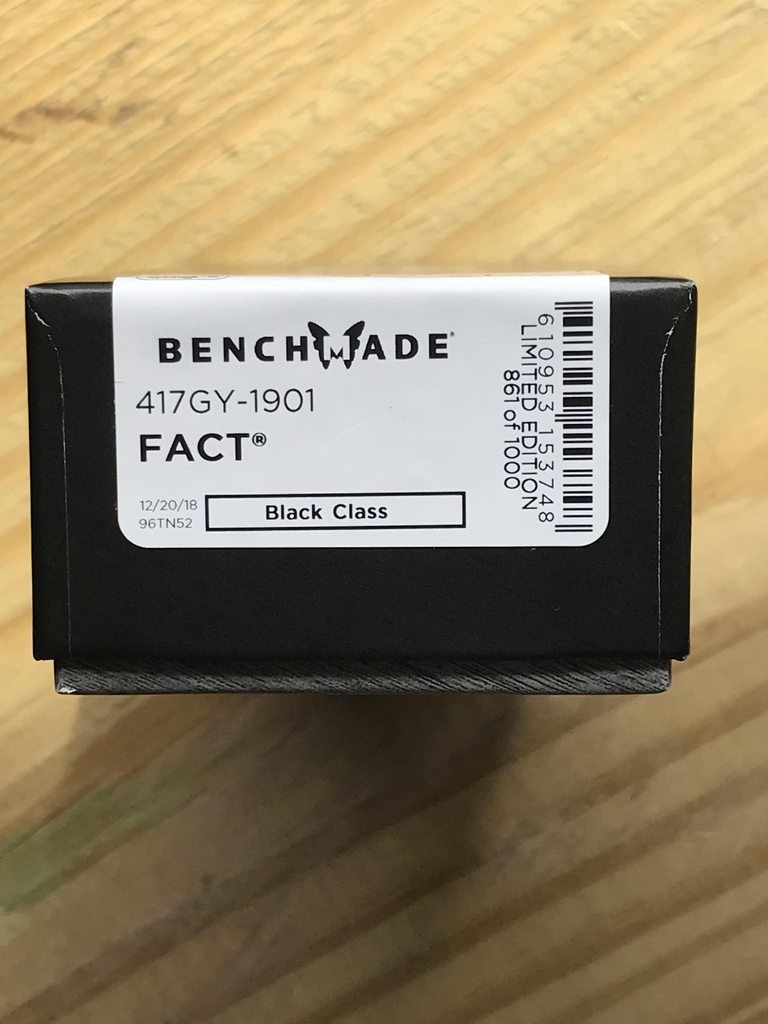 BENCHMADE®
417GY-1901
FACT®
12/20/18
96TN52
Black Class
6 10953 15374 8
LIMITED EDITION
861 of 1000